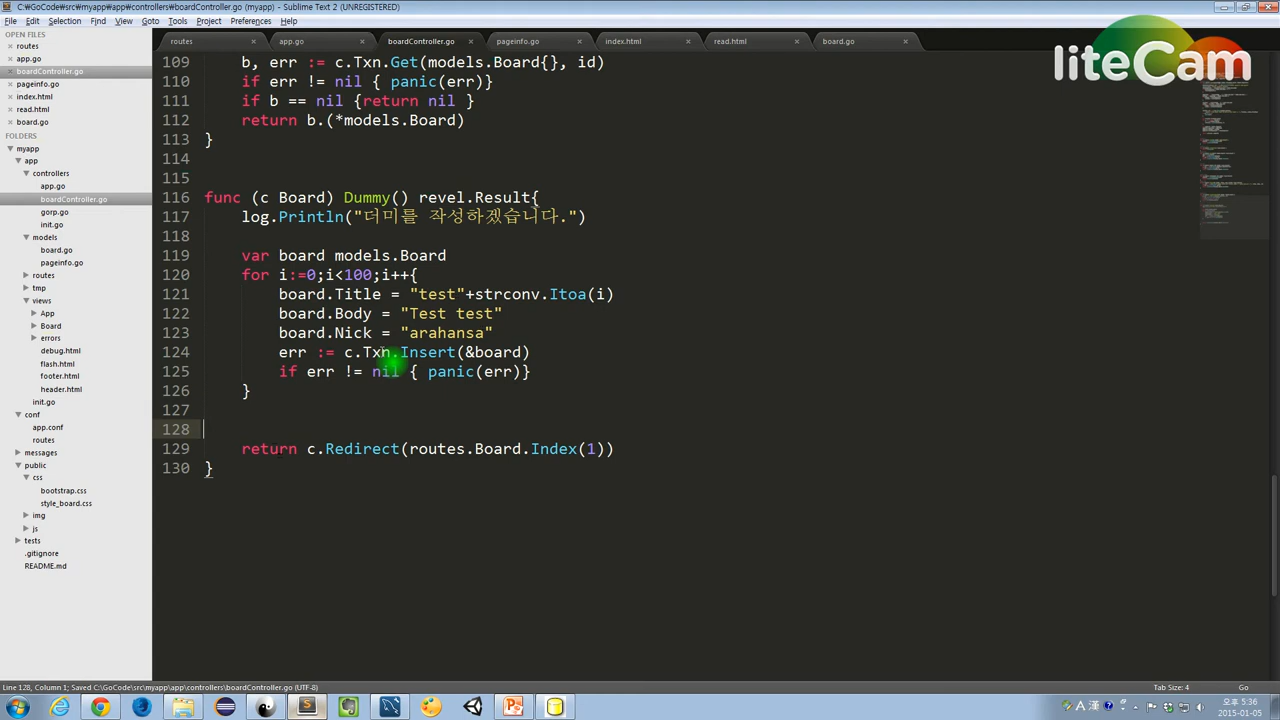 C:\GoCode\src\myapp\app\controllers\boardController.go (myapp) - Sublime Text 2 (UNREGISTERED)
File Edit Selection Find View Goto Tools Project Preferences Help
OPEN FILES
routes
app.go
boardController.go
pageinfo.go
index.html
read.html
board.go
FOLDERS
myapp
app
controllers
app.go
boardController.go
gorp.go
init.go
models
board.go
pageinfo.go
routes
tmp
views
App
Board
errors
debug.html
flash.html
footer.html
header.html
init.go
conf
app.conf
routes
messages
public
css
bootstrap.css
style_board.css
img
js
tests
.gitignore
README.md
routes app.go boardController.go pageinfo.go index.html read.html board.go
liteCam
109 b, err := c.Txn.Get(models.Board{}, id)
110 if err != nil { panic(err)}
111 if b == nil {return nil }
112 return b.(*models.Board)
113 }
114
115
116 func (c Board) Dummy() revel.Result{
117 log.Println("더미를 작성하겠습니다.")
118
119 var board models.Board
120 for i:=0;i<100;i++{
121 board.Title = "test"+strconv.Itoa(i)
122 board.Body = "Test test"
123 board.Nick = "arahansa"
124 err := c.Txn.Insert(&board)
125 if err != nil { panic(err)}
126 }
127
128
129 return c.Redirect(routes.Board.Index(1))
130 }
Line 128, Column 1; Saved C:\GoCode\src\myapp\app\controllers\boardController.go (UTF-8) Tab Size: 4 Go
A 漢 오후 5:36
2015-01-05